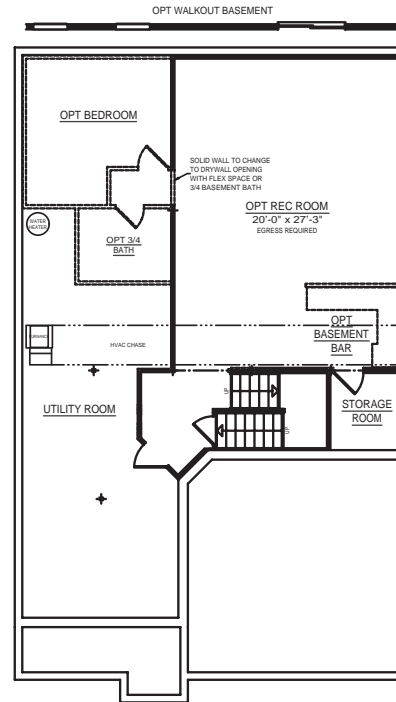 OPT WALKOUT BASEMENT
OPT BEDROOM
SOLID WALL TO CHANGE
TO DRYWALL OPENING
WITH FLEX SPACE OR
3/4 BASEMENT BATH
OPT REC ROOM
20'-0" x 27'-3"
EGRESS REQUIRED
WATER
HEATER
OPT 3/4
BATH
OPT
BASEMENT
BAR
FURNACE
HVAC CHASE
UTILITY ROOM
UP
UP
STORAGE
ROOM